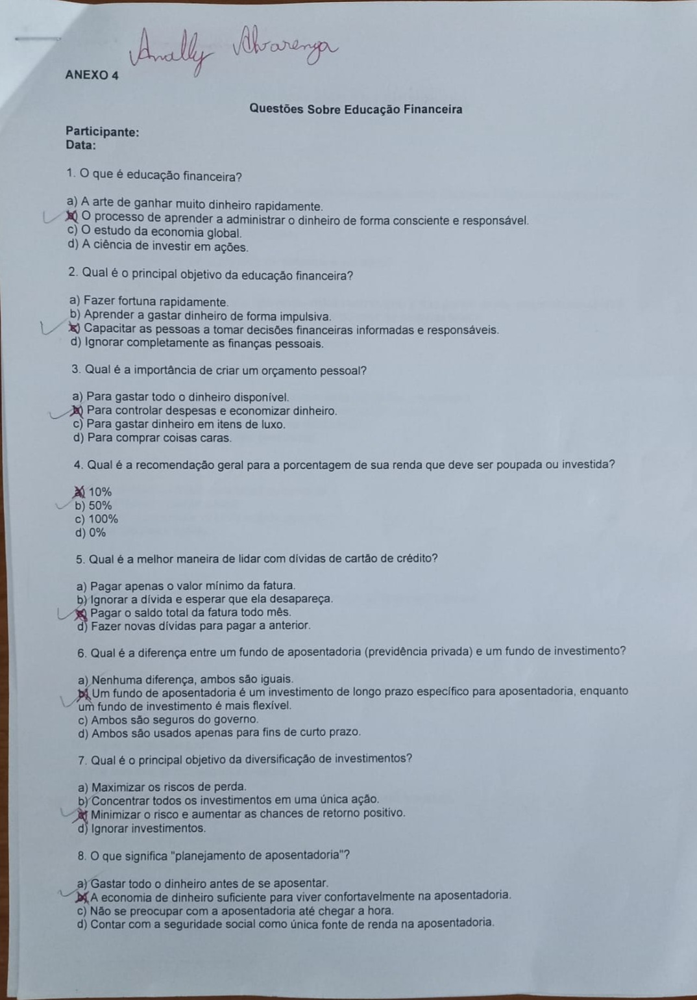 Anally Alvarenga
ANEXO 4
Questões Sobre Educação Financeira
Participante:
Data:
1. O que é educação financeira?
a) A arte de ganhar muito dinheiro rapidamente.
b) O processo de aprender a administrar o dinheiro de forma consciente e responsável.
c) O estudo da economia global.
d) A ciência de investir em ações.
2. Qual é o principal objetivo da educação financeira?
a) Fazer fortuna rapidamente.
b) Aprender a gastar dinheiro de forma impulsiva.
c) Capacitar as pessoas a tomar decisões financeiras informadas e responsáveis.
d) Ignorar completamente as finanças pessoais.
3. Qual é a importância de criar um orçamento pessoal?
a) Para gastar todo o dinheiro disponível.
b) Para controlar despesas e economizar dinheiro.
c) Para gastar dinheiro em itens de luxo.
d) Para comprar coisas caras.
4. Qual é a recomendação geral para a porcentagem de sua renda que deve ser poupada ou investida?
a) 10%
b) 50%
c) 100%
d) 0%
5. Qual é a melhor maneira de lidar com dívidas de cartão de crédito?
a) Pagar apenas o valor mínimo da fatura.
b) Ignorar a dívida e esperar que ela desapareça.
c) Pagar o saldo total da fatura todo mês.
d) Fazer novas dívidas para pagar a anterior.
6. Qual é a diferença entre um fundo de aposentadoria (previdência privada) e um fundo de investimento?
a) Nenhuma diferença, ambos são iguais.
b) Um fundo de aposentadoria é um investimento de longo prazo específico para aposentadoria, enquanto
um fundo de investimento é mais flexível.
c) Ambos são seguros do governo.
d) Ambos são usados apenas para fins de curto prazo.
7. Qual é o principal objetivo da diversificação de investimentos?
a) Maximizar os riscos de perda.
b) Concentrar todos os investimentos em uma única ação.
c) Minimizar o risco e aumentar as chances de retorno positivo.
d) Ignorar investimentos.
8. O que significa "planejamento de aposentadoria"?
a) Gastar todo o dinheiro antes de se aposentar.
b) A economia de dinheiro suficiente para viver confortavelmente na aposentadoria.
c) Não se preocupar com a aposentadoria até chegar a hora.
d) Contar com a seguridade social como única fonte de renda na aposentadoria.